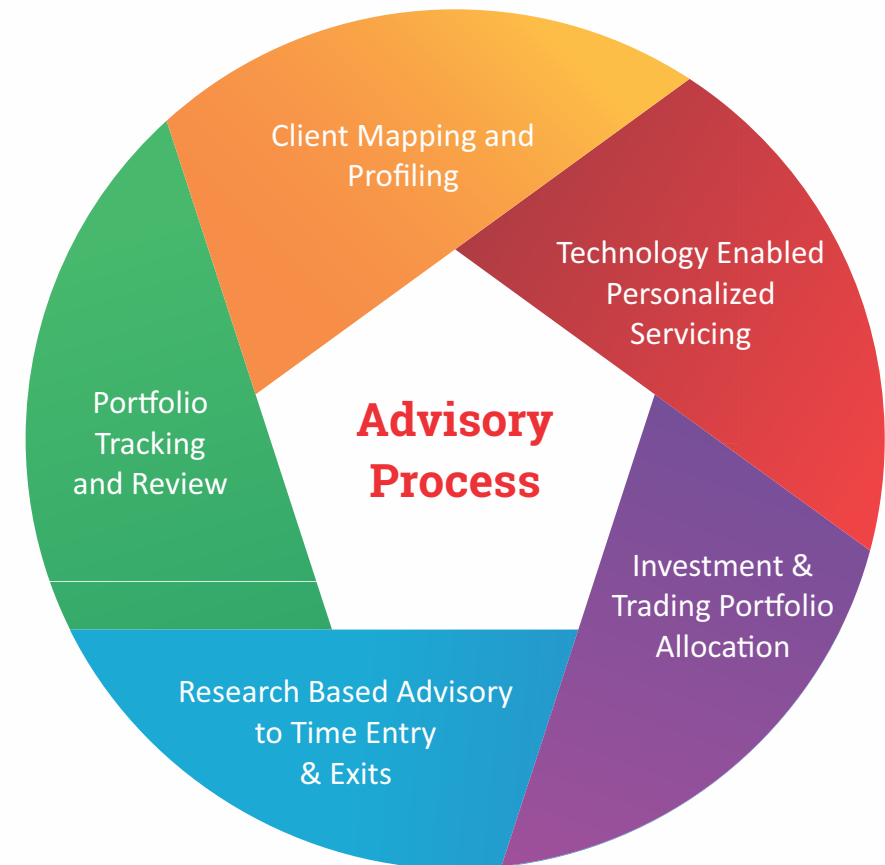 Client Mapping and
Profiling
Technology Enabled
Personalized
Servicing
Investment &
Trading Portfolio
Allocation
Research Based Advisory
to Time Entry
& Exits
Portfolio
Tracking
and Review
Advisory
Process